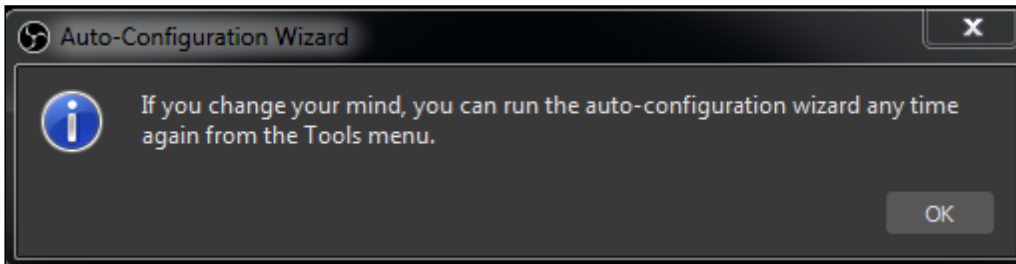 Auto-Configuration Wizard
If you change your mind, you can run the auto-configuration wizard any time
again from the Tools menu.
OK